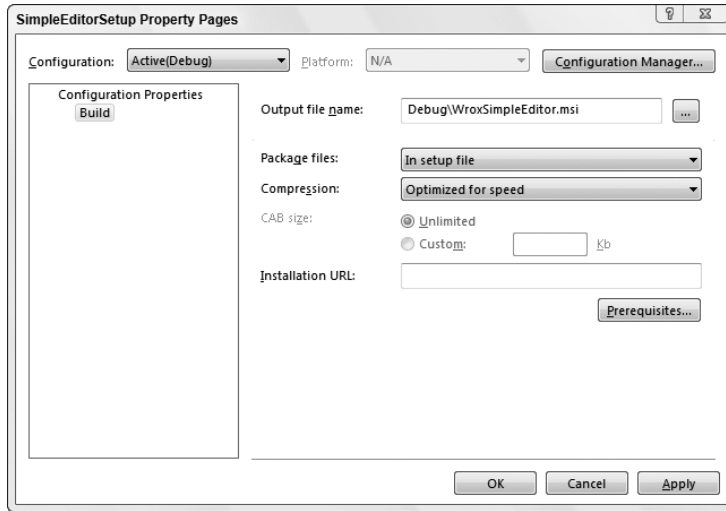 SimpleEditorSetup Property Pages
?
Configuration: Active(Debug) Platform: N/A Configuration Manager...
Configuration Properties
Build
Output file name: Debug\WroxSimpleEditor.msi ...
Package files: In setup file
Compression: Optimized for speed
CAB size: Unlimited
Custom: Kb
Installation URL:
Prerequisites...
OK Cancel Apply